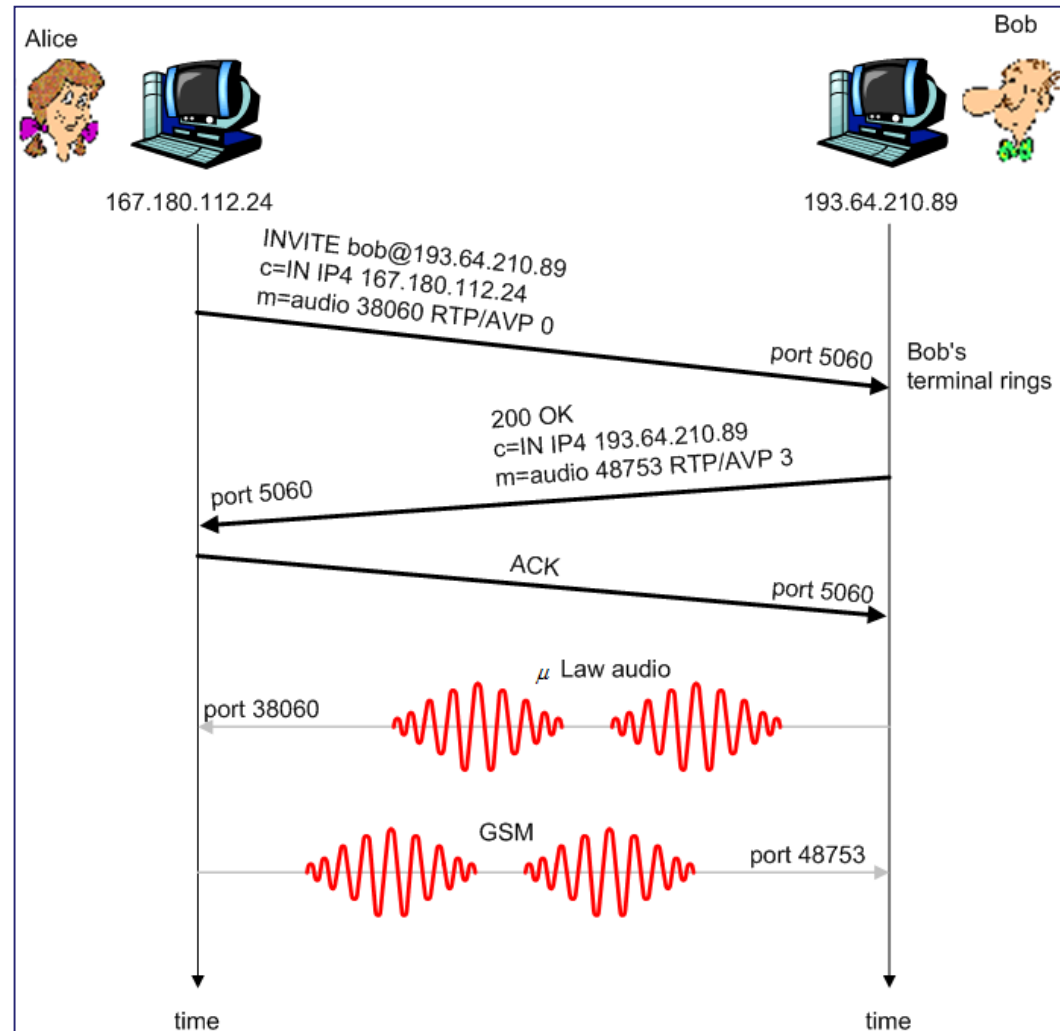 Alice
Bob
167.180.112.24
193.64.210.89
INVITE bob@193.64.210.89
c=IN IP4 167.180.112.24
m=audio 38060 RTP/AVP 0
port 5060
Bob's
terminal rings
200 OK
c=IN IP4 193.64.210.89
m=audio 48753 RTP/AVP 3
port 5060
ACK
port 5060
μ Law audio
port 38060
GSM
port 48753
time
time